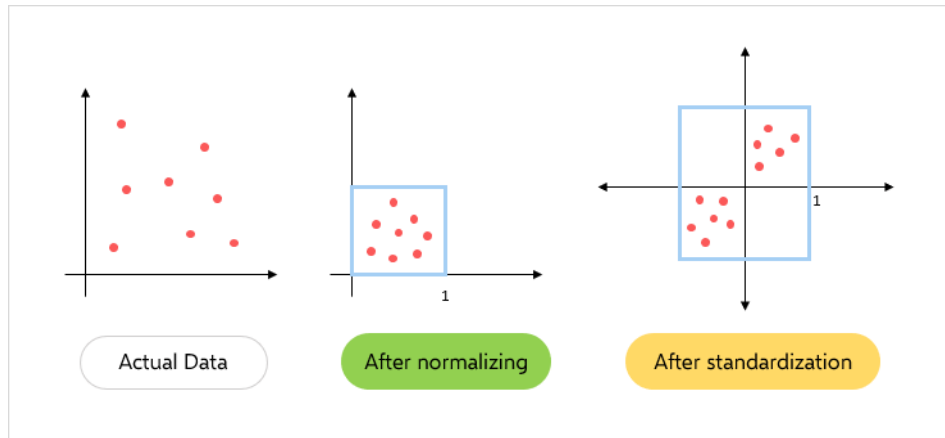 1
1
Actual Data
After normalizing
After standardization